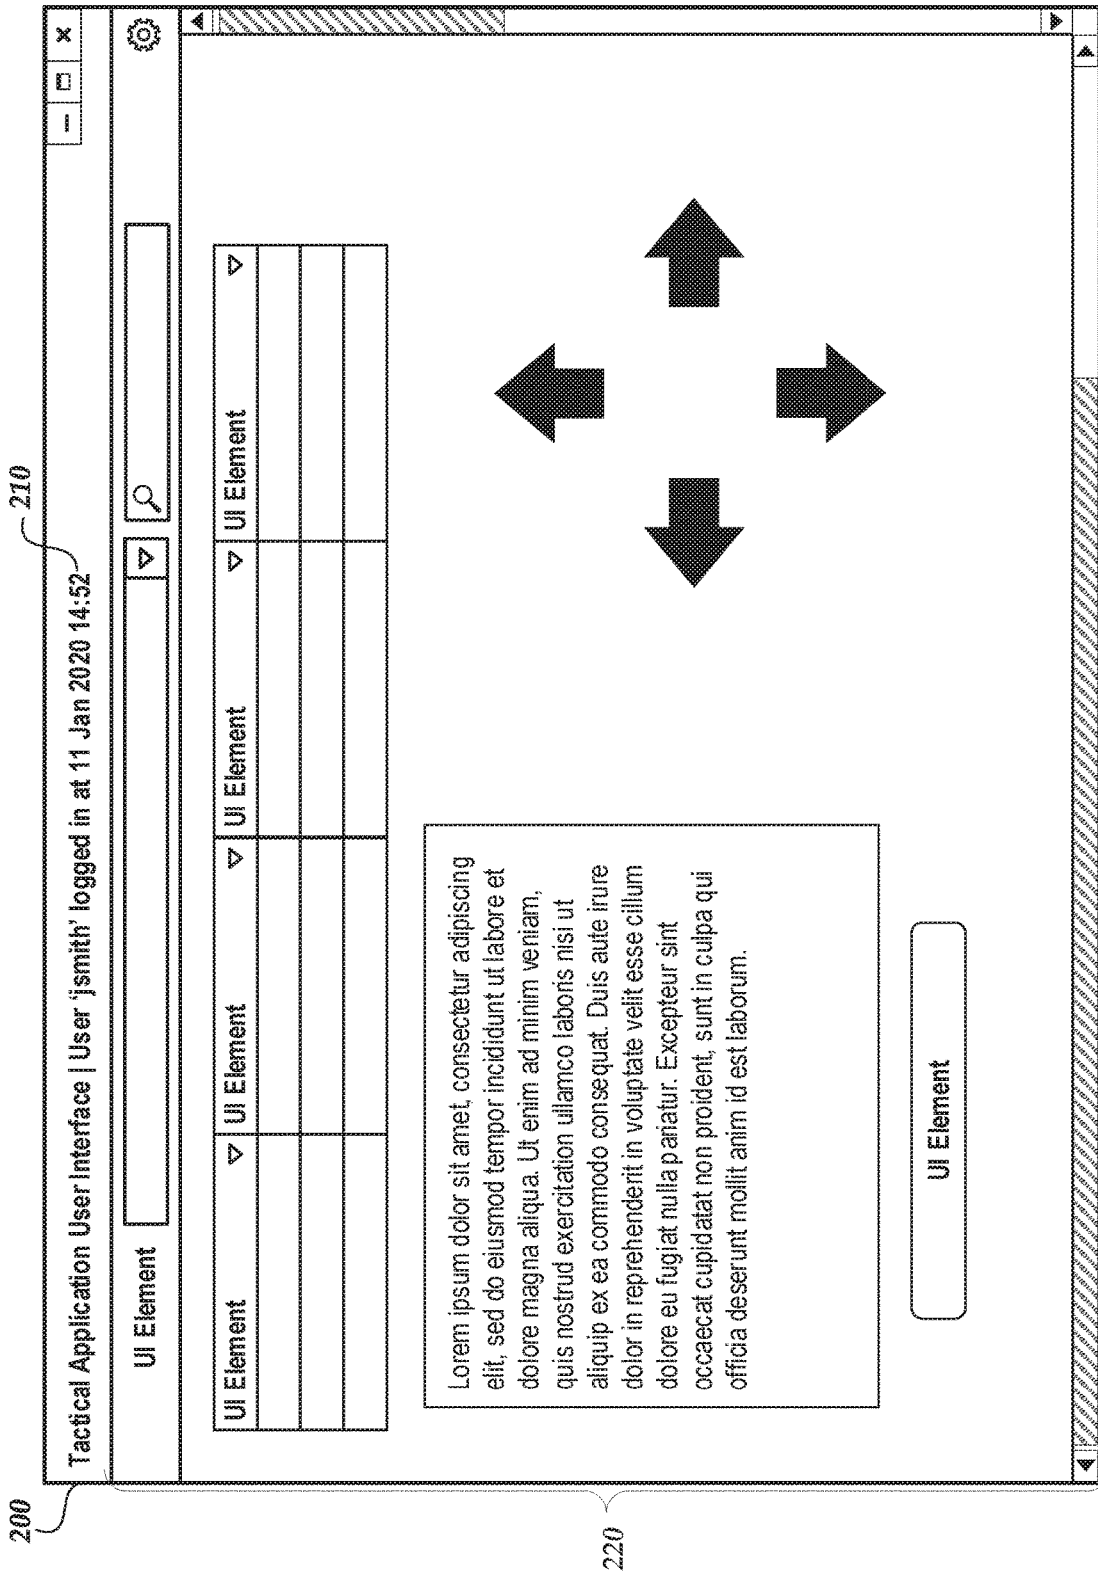 200
210
Tactical Application User Interface | User 'jsmith' logged in at 11 Jan 2020 14:52
UI Element
UI Element
UI Element
UI Element
UI Element
Lorem ipsum dolor sit amet, consectetur adipiscing
elit, sed do eiusmod tempor incididunt ut labore et
dolore magna aliqua. Ut enim ad minim veniam,
quis nostrud exercitation ullamco laboris nisi ut
aliquip ex ea commodo consequat. Duis aute irure
dolor in reprehenderit in voluptate velit esse cillum
dolore eu fugiat nulla pariatur. Excepteur sint
occaecat cupidatat non proident, sunt in culpa qui
officia deserunt mollit anim id est laborum.
UI Element
220